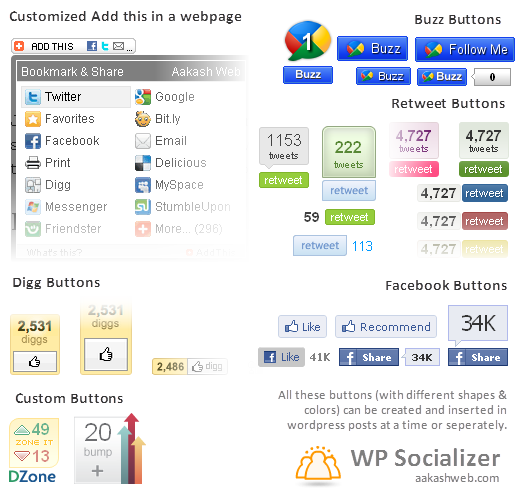 Customized Add this in a webpage
ADD THIS
Bookmark & Share Aakash Web
Twitter Google
Favorites Bit.ly
Facebook Email
Print Delicious
Digg MySpace
Messenger StumbleUpon
Friendster More... (296)
What's this?
Buzz Buttons
1
Buzz
Buzz
Follow Me
Buzz
Buzz 0
Retweet Buttons
1153
tweets
retweet
222
tweets
retweet
4,727
tweets
retweet
4,727
tweets
retweet
59 retweet
retweet 113
4,727 retweet
4,727 retweet
4,727 retweet
Digg Buttons
2,531
diggs
2,531
diggs
2,486 digg
Facebook Buttons
Like
Recommend
34K
Like 41K
Share 34K
Share
Custom Buttons
49
ZONE IT
13
DZone
20
bump
+
All these buttons (with different shapes &
colors) can be created and inserted in
wordpress posts at a time or seperately.
WP Socializer
aakashweb.com